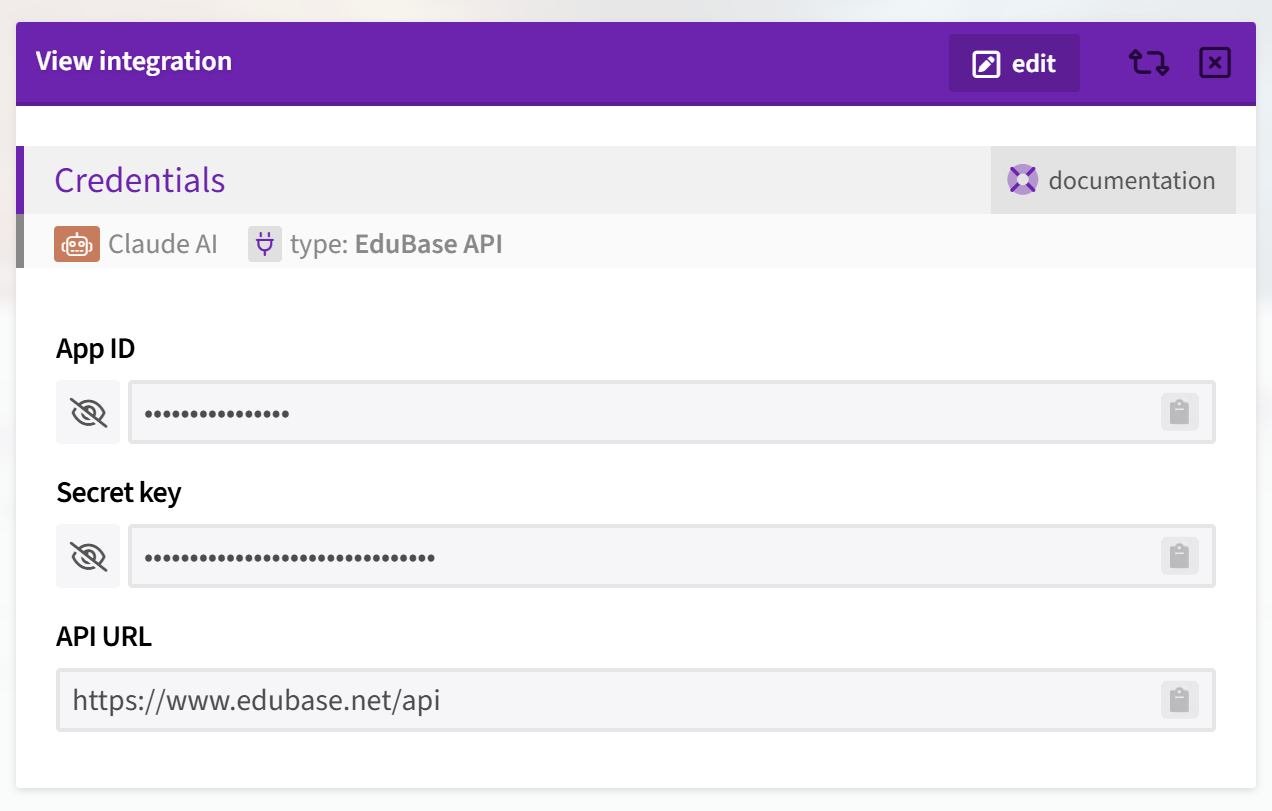 View integration
edit
Credentials
documentation
Claude AI
type: EduBase API
App ID
••••••••••••••••
Secret key
••••••••••••••••••••••••••••••••
API URL
https://www.edubase.net/api